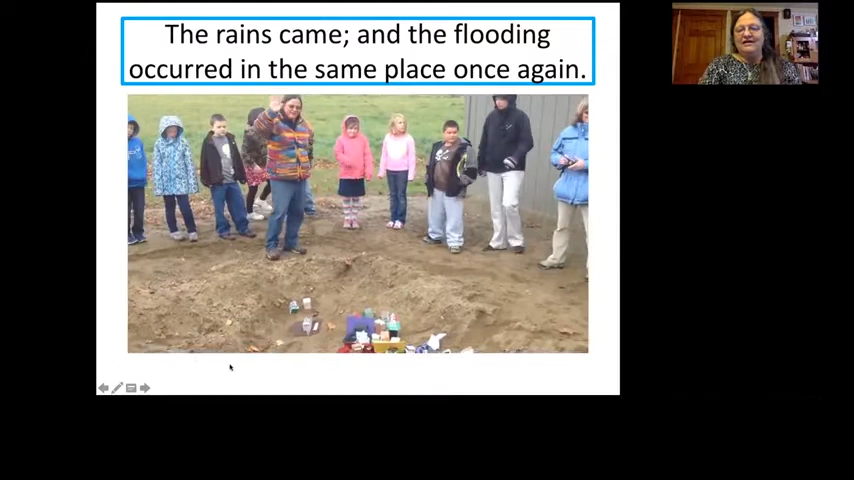 The rains came; and the flooding
occurred in the same place once again.